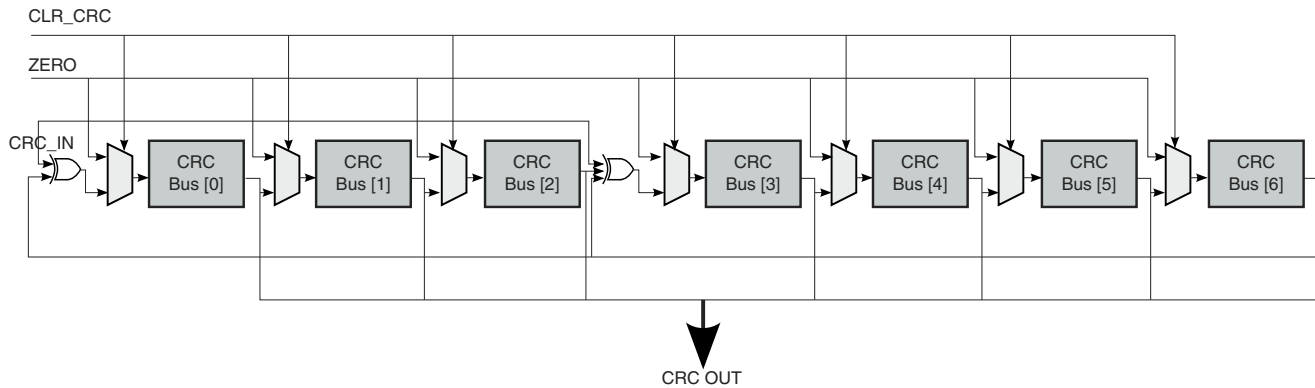 CLR_CRC
ZERO
CRC_IN
CRC
Bus [0]
CRC
Bus [1]
CRC
Bus [2]
CRC
Bus [3]
CRC
Bus [4]
CRC
Bus [5]
CRC
Bus [6]
CRC OUT